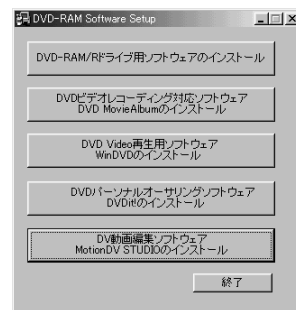 DVD-RAM Software Setup
DVD-RAM/Rドライブ用ソフトウェアのインストール
DVDビデオレコーディング対応ソフトウェア
DVD MovieAlbumのインストール
DVD Video再生用ソフトウェア
WinDVDのインストール
DVDパーソナルオーサリングソフトウェア
DVDit!のインストール
DV動画編集ソフトウェア
MotionDV STUDIOのインストール
終了